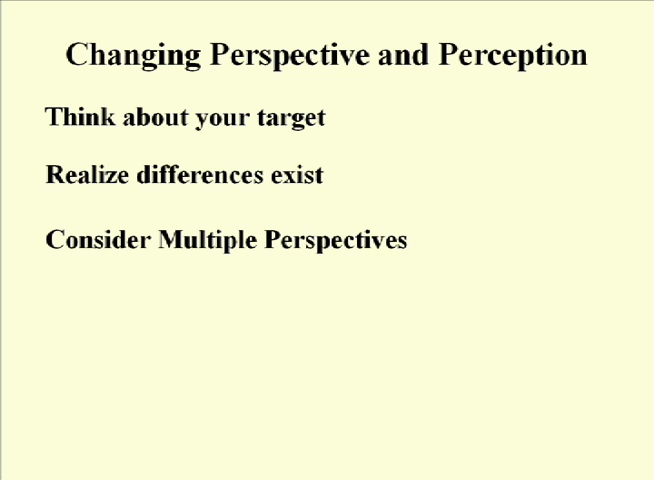 Changing Perspective and Perception
Think about your target
Realize differences exist
Consider Multiple Perspectives